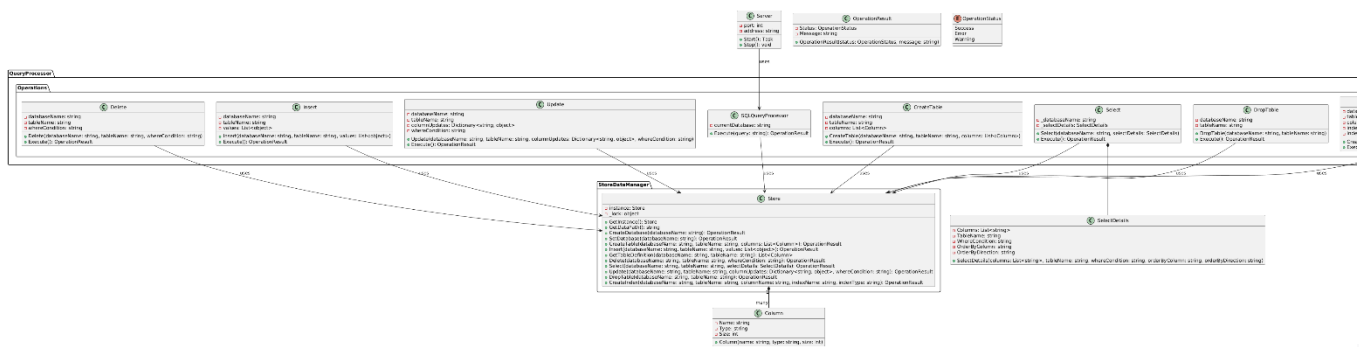 Server
port: int
address: string
Start(): Task
Stop(): void
OperationResult
Status: OperationStatus
Message: string
OperationResult(status: OperationStatus, message: string)
OperationStatus
Success
Error
Warning
uses
QueryProcessor
Operations
Delete
databaseName: string
tableName: string
whereCondition: string
Delete(databaseName: string, tableName: string, whereCondition: string)
Execute(): OperationResult
Insert
databaseName: string
tableName: string
values: List<object>
Insert(databaseName: string, tableName: string, values: List<object>)
Execute(): OperationResult
Update
databaseName: string
tableName: string
columnUpdates: Dictionary<string, object>
whereCondition: string
Update(databaseName: string, tableName: string, columnUpdates: Dictionary<string, object>, whereCondition: string)
Execute(): OperationResult
SQLQueryProcessor
currentDatabase: string
Execute(query: string): OperationResult
CreateTable
databaseName: string
tableName: string
columns: List<Column>
CreateTable(databaseName: string, tableName: string, columns: List<Column>)
Execute(): OperationResult
Select
_databaseName: string
_selectDetails: SelectDetails
Select(databaseName: string, selectDetails: SelectDetails)
Execute(): OperationResult
DropTable
databaseName: string
tableName: string
DropTable(databaseName: string, tableName: string)
Execute(): OperationResult
uses
uses
uses
uses
uses
uses
uses
uses
StoreDataManager
Store
instance: Store
_lock: object
GetInstance(): Store
GetDataPath(): string
CreateDatabase(databaseName: string): OperationResult
SetDatabase(databaseName: string): OperationResult
CreateTable(databaseName: string, tableName: string, columns: List<Column>): OperationResult
Insert(databaseName: string, tableName: string, values: List<object>): OperationResult
GetTableDefinition(databaseName: string, tableName: string): List<Column>
Delete(databaseName: string, tableName: string, whereCondition: string): OperationResult
Select(databaseName: string, tableName: string, selectDetails: SelectDetails): OperationResult
Update(databaseName: string, tableName: string, columnUpdates: Dictionary<string, object>, whereCondition: string): OperationResult
DropTable(databaseName: string, tableName: string): OperationResult
CreateIndex(databaseName: string, tableName: string, columnName: string, indexName: string, indexType: string): OperationResult
SelectDetails
Columns: List<string>
TableName: string
WhereCondition: string
OrderByColumn: string
OrderByDirection: string
SelectDetails(columns: List<string>, tableName: string, whereCondition: string, orderByColumn: string, orderByDirection: string)
many
Column
Name: string
Type: string
Size: int
Column(name: string, type: string, size: int)